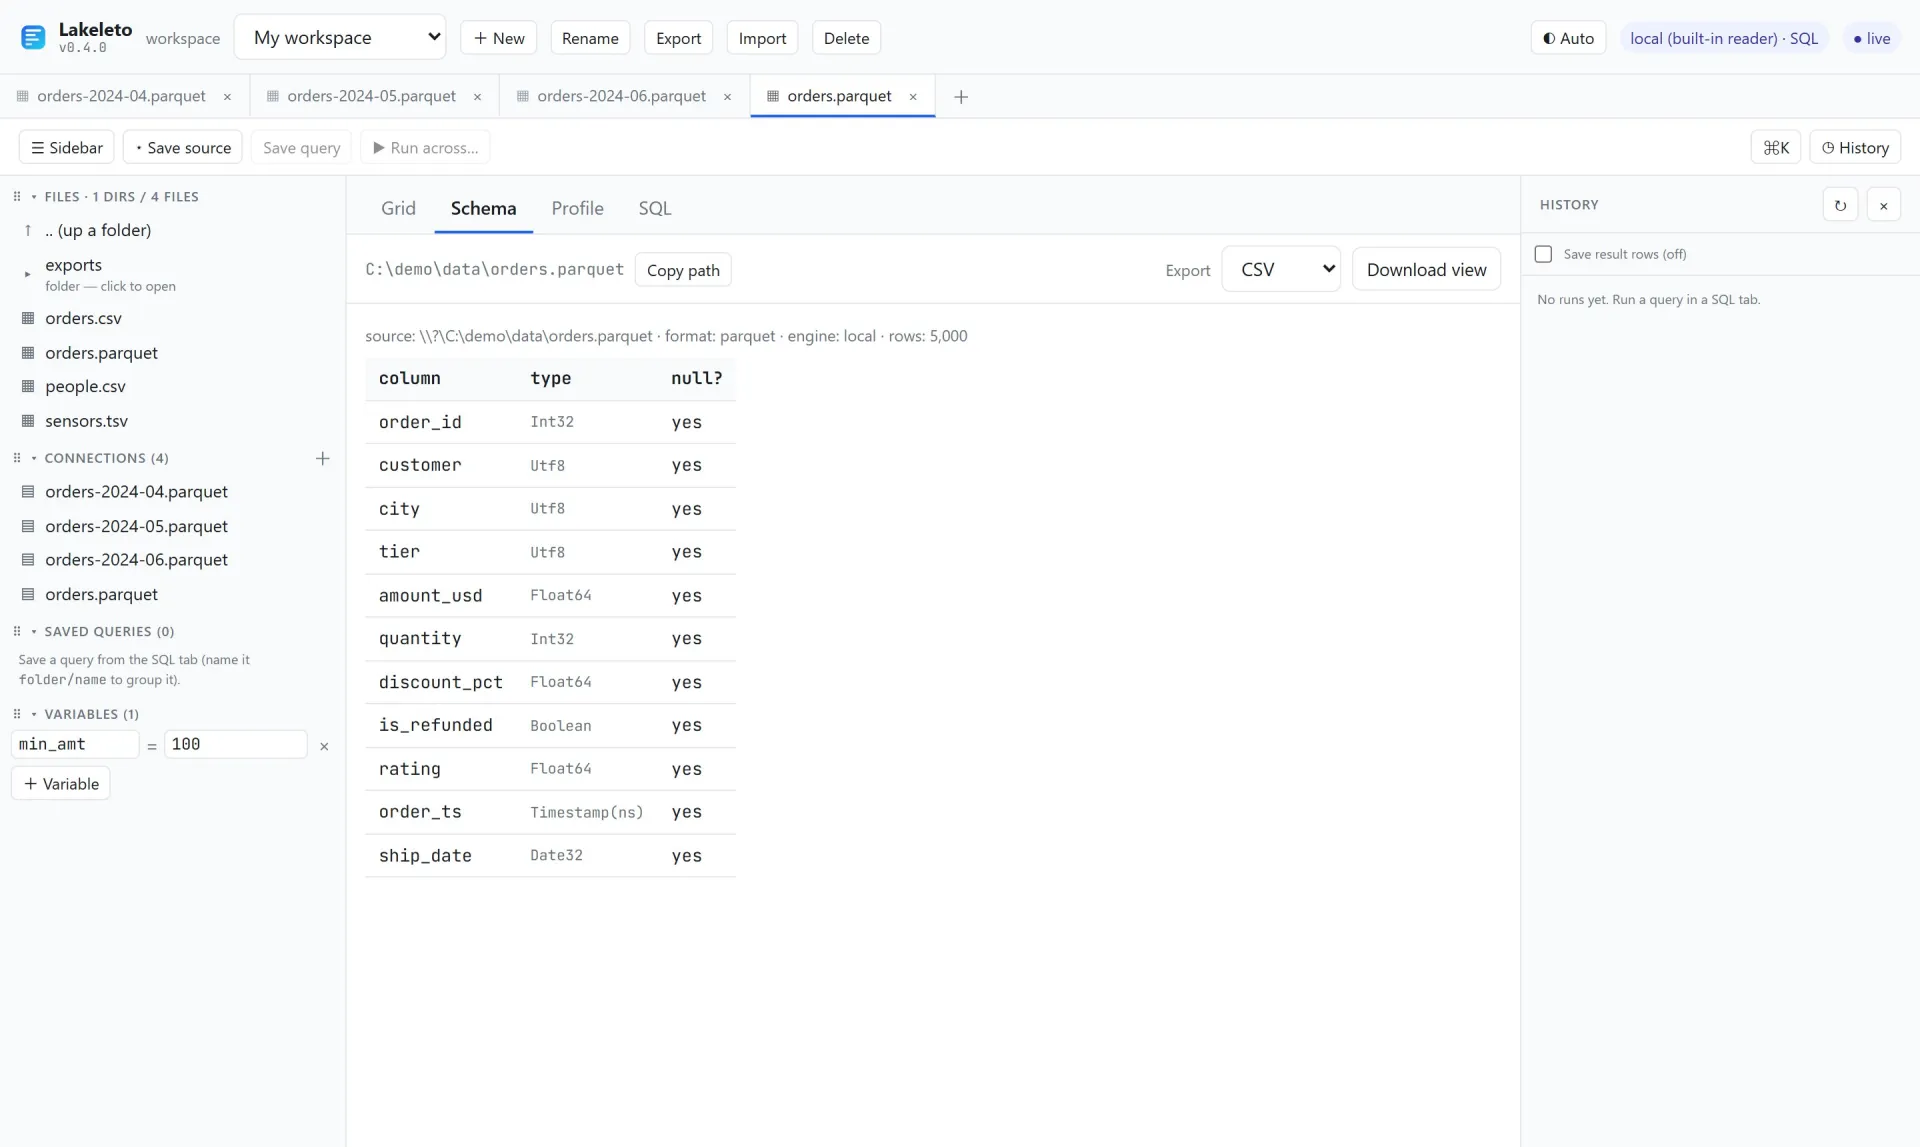 Lakeleto
v0.4.0
workspace
My workspace
+ New
Rename
Export
Import
Delete
Auto
local (built-in reader) · SQL
● live
orders-2024-04.parquet ×
orders-2024-05.parquet ×
orders-2024-06.parquet ×
orders.parquet ×
+
☰ Sidebar
· Save source
Save query
▶ Run across…
⌘K
History
FILES · 1 DIRS / 4 FILES
↑ .. (up a folder)
exports
folder — click to open
orders.csv
orders.parquet
people.csv
sensors.tsv
CONNECTIONS (4) +
orders-2024-04.parquet
orders-2024-05.parquet
orders-2024-06.parquet
orders.parquet
SAVED QUERIES (0)
Save a query from the SQL tab (name it
folder/name to group it).
VARIABLES (1)
min_amt = 100 ×
+ Variable
Grid
Schema
Profile
SQL
C:\demo\data\orders.parquet
Copy path
Export
CSV
Download view
source: \\?\C:\demo\data\orders.parquet · format: parquet · engine: local · rows: 5,000
column type null?
order_id Int32 yes
customer Utf8 yes
city Utf8 yes
tier Utf8 yes
amount_usd Float64 yes
quantity Int32 yes
discount_pct Float64 yes
is_refunded Boolean yes
rating Float64 yes
order_ts Timestamp(ns) yes
ship_date Date32 yes
HISTORY
↻ ×
Save result rows (off)
No runs yet. Run a query in a SQL tab.